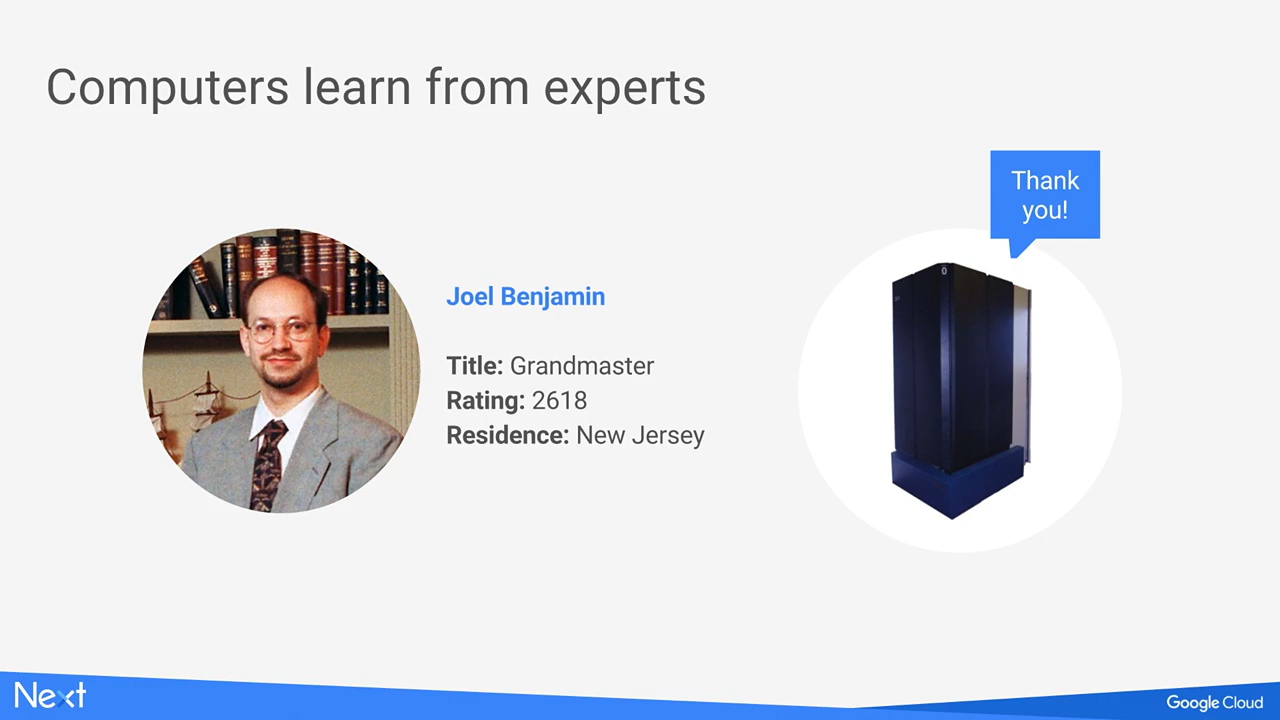 Computers learn from experts
Thank
you!
Joel Benjamin
Title: Grandmaster
Rating: 2618
Residence: New Jersey
Next
Google Cloud